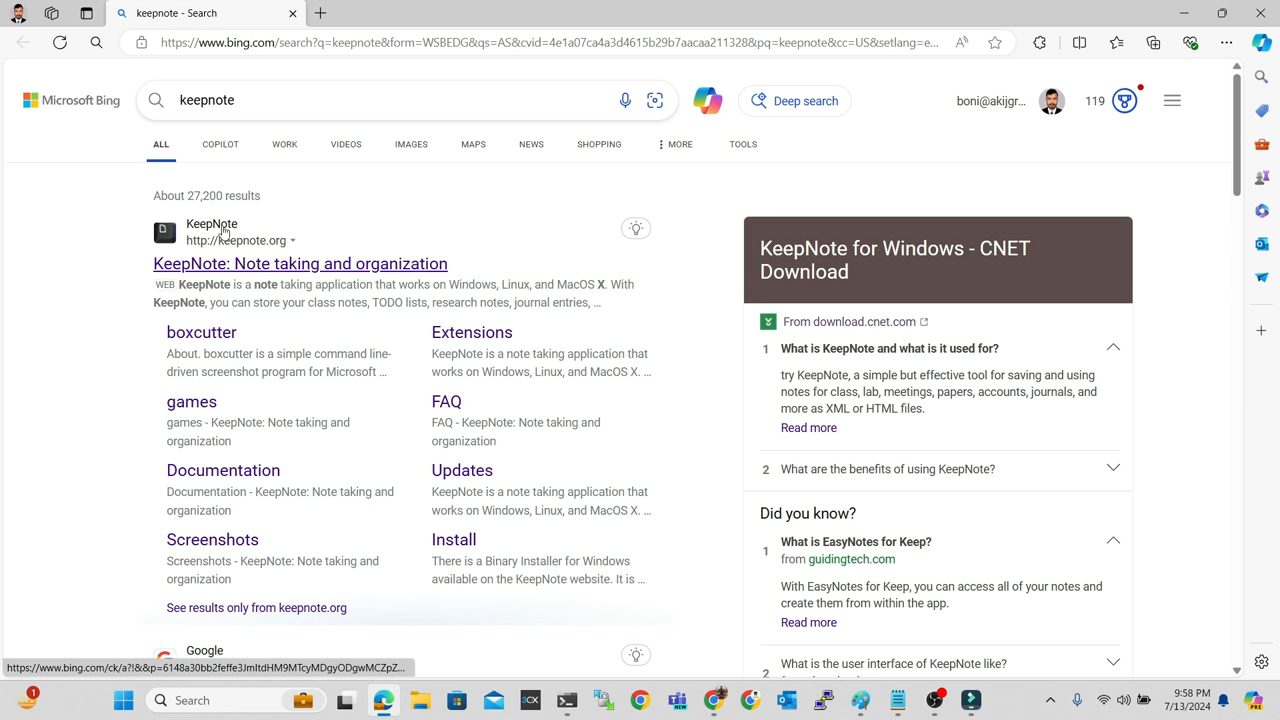 keepnote - Search
https://www.bing.com/search?q=keepnote&form=WSBEDG&qs=AS&cvid=4e1a07ca4a3d4615b29b7aacaa211328&pq=keepnote&cc=US&setlang=e...
Microsoft Bing
keepnote
Deep search
boni@akijgr...
119
ALL
COPILOT
WORK
VIDEOS
IMAGES
MAPS
NEWS
SHOPPING
MORE
TOOLS
About 27,200 results
KeepNote
http://keepnote.org
KeepNote: Note taking and organization
WEB KeepNote is a note taking application that works on Windows, Linux, and MacOS X. With
KeepNote, you can store your class notes, TODO lists, research notes, journal entries, ...
boxcutter
About. boxcutter is a simple command line-
driven screenshot program for Microsoft ...
Extensions
KeepNote is a note taking application that
works on Windows, Linux, and MacOS X. ...
games
games - KeepNote: Note taking and
organization
FAQ
FAQ - KeepNote: Note taking and
organization
Documentation
Documentation - KeepNote: Note taking and
organization
Updates
KeepNote is a note taking application that
works on Windows, Linux, and MacOS X. ...
Screenshots
Screenshots - KeepNote: Note taking and
organization
Install
There is a Binary Installer for Windows
available on the KeepNote website. It is ...
See results only from keepnote.org
Google
KeepNote for Windows - CNET
Download
From download.cnet.com
1 What is KeepNote and what is it used for?
try KeepNote, a simple but effective tool for saving and using
notes for class, lab, meetings, papers, accounts, journals, and
more as XML or HTML files.
Read more
2 What are the benefits of using KeepNote?
Did you know?
1 What is EasyNotes for Keep?
from guidingtech.com
With EasyNotes for Keep, you can access all of your notes and
create them from within the app.
Read more
2 What is the user interface of KeepNote like?
https://www.bing.com/ck/a?!&&p=6148a30bb2feffe3JmltdHM9MTcyMDgyODgwMCZpZ...
1
Search
3CX
NEW
9:58 PM
7/13/2024
PRE